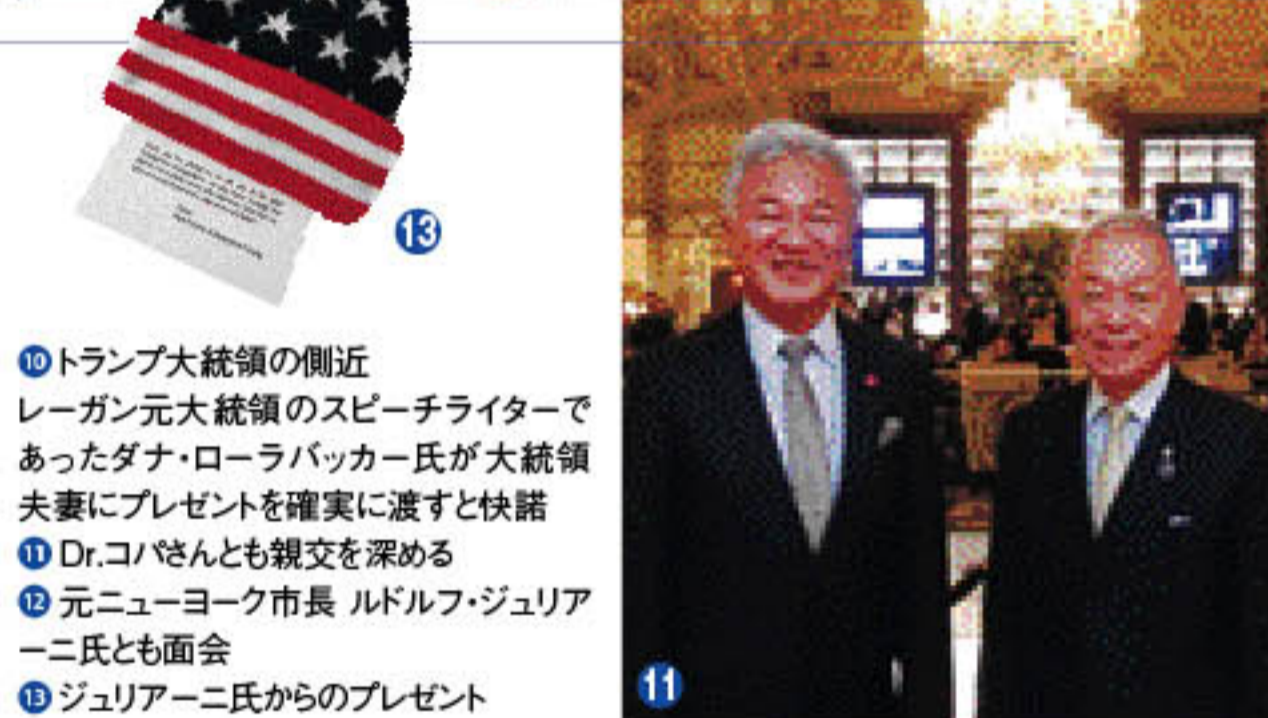 13
⑩トランプ大統領の側近
レーガン元大統領のスピーチライターで
あったダナ・ローラバッカー氏が大統領
夫妻にプレゼントを確実に渡すと快諾
⑪Dr.コパさんとも親交を深める
⑫元ニューヨーク市長 ルドルフ・ジュリア
ーニ氏とも面会
⑬ジュリアーニ氏からのプレゼント
11